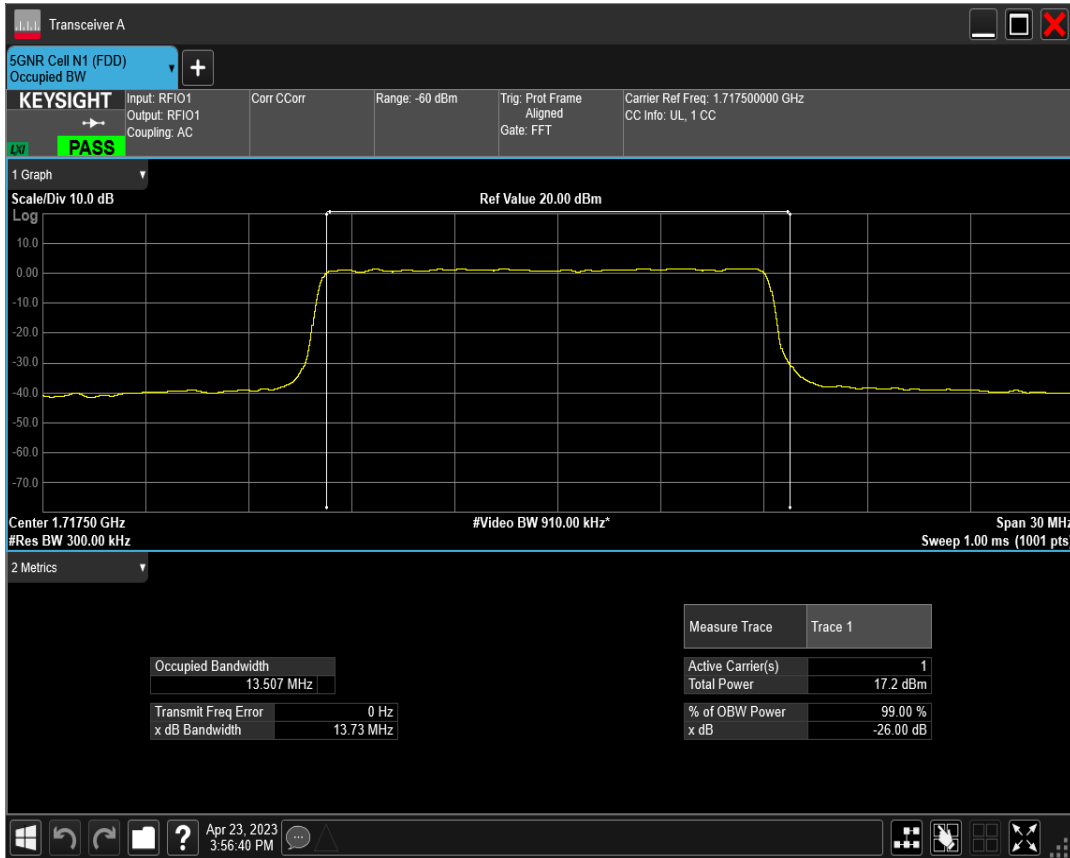 Transceiver A
5GNR Cell N1 (FDD)
Occupied BW
+
KEYSIGHT
LXI
PASS
Input: RFIO1
Output: RFIO1
Coupling: AC
Corr CCorr
Range: -60 dBm
Trig: Prot Frame
Aligned
Gate: FFT
Carrier Ref Freq: 1.717500000 GHz
CC Info: UL, 1 CC
1 Graph
Scale/Div 10.0 dB
Ref Value 20.00 dBm
Log
10.0
0.00
-10.0
-20.0
-30.0
-40.0
-50.0
-60.0
-70.0
Center 1.71750 GHz
#Video BW 910.00 kHz*
Span 30 MHz
#Res BW 300.00 kHz
Sweep 1.00 ms (1001 pts)
2 Metrics
Measure Trace Trace 1
Occupied Bandwidth
13.507 MHz
Active Carrier(s) 1
Total Power 17.2 dBm
Transmit Freq Error 0 Hz
x dB Bandwidth 13.73 MHz
% of OBW Power 99.00 %
x dB -26.00 dB
?
Apr 23, 2023
3:56:40 PM